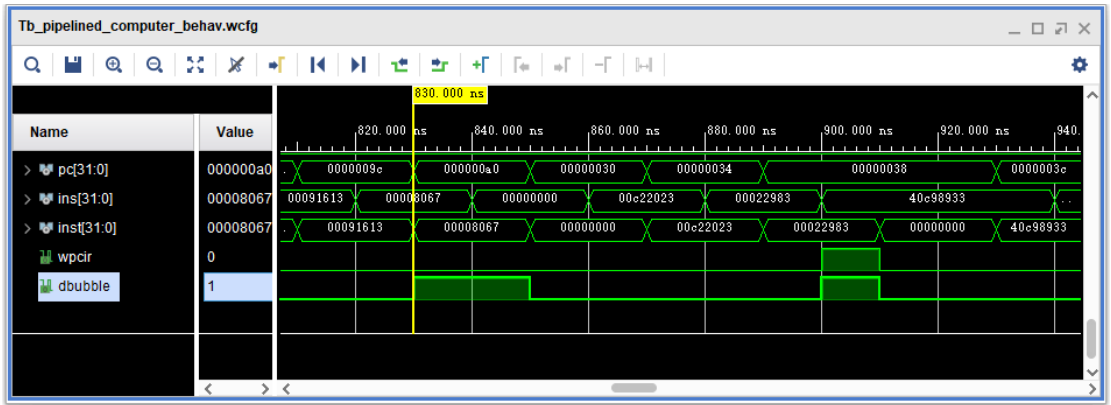 Tb_pipelined_computer_behav.wcfg
830.000 ns
Name Value 820.000 ns 840.000 ns 860.000 ns 880.000 ns 900.000 ns 920.000 ns 940.
pc[31:0] 000000a0 . 0000009c 000000a0 00000030 00000034 00000038 0000003c
ins[31:0] 00008067 00091613 00008067 00000000 00c22023 00022983 40c98933 ..
inst[31:0] 00008067 . 00091613 00008067 00000000 00c22023 00022983 00000000 40c98933
wpcir 0
dbubble 1